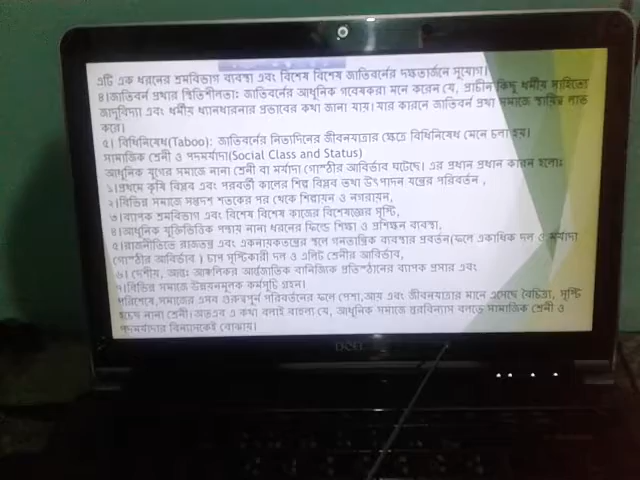 এটি এক ধরনের শ্রমবিভাগ ব্যবস্থা এবং বিশেষ বিশেষ জাতিবর্নের দক্ষতার্জনে সুযোগ।
৪।জাতিবর্ন প্রথার স্থিতিশীলতাঃ জাতিবর্নের আধুনিক গবেষকরা মনে করেন যে, প্রাচীন কিছু ধর্মীয় সাহিত্যে
জাদুবিদ্যা এবং ধর্মীয় ধ্যানধারনার প্রভাবের কথা জানা যায়। যার কারনে জাতিবর্ন প্রথা সমাজে স্থায়িত্ব লাভ
করে।
৫। বিধিনিষেধ(Taboo): জাতিবর্নের নিত্যদিনের জীবনযাত্রার ক্ষেত্রে বিধিনিষেধ মেনে চলা হয়।
সামাজিক শ্রেনী ও পদমর্যাদা(Social Class and Status)
আধুনিক যুগের সমাজে নানা শ্রেনী বা মর্যাদা গোষ্ঠীর আবির্ভাব ঘটেছে। এর প্রধান প্রধান কারন হলোঃ
১।প্রথমে কৃষি বিপ্লব এবং পরবর্তী কালের শিল্প বিপ্লব তথা উৎপাদন যন্ত্রের পরিবর্তন ,
২।বিভিন্ন সমাজে সপ্তদশ শতকের পর থেকে শিল্পায়ন ও নগরায়ন,
৩।ব্যাপক শ্রমবিভাগ এবং বিশেষ বিশেষ কাজের বিশেষজ্ঞের সৃষ্টি,
৪।আধুনিক যুক্তিভিত্তিক পন্থায় নানা ধরনের ফিল্ডে শিক্ষা ও প্রশিক্ষন ব্যবস্থা,
৫।রাজনীতিতে রাজতন্ত্র এবং একনায়কতন্ত্রের স্থলে গনতান্ত্রিক ব্যবস্থার প্রবর্তন(ফলে একাধিক দল ও মর্যাদা
গোষ্ঠীর আবির্ভাব ) চাপ সৃষ্টিকারী দল ও এলিট শ্রেনীর আবির্ভাব,
৬। দেশীয়, আন্তঃ আঞ্চলিকর আর্ন্তজাতিক বানিজ্যিক প্রতিষ্ঠানের ব্যাপক প্রসার এবং
৭।বিভিন্ন সমাজে উন্নয়নমূলক কর্মসূচী গ্রহন।
পরিশেষে,সমাজের এসব গুরুত্বপূর্ন পরিবর্তনের ফলে পেশা,আয় এবং জীবনযাত্রার মানে এসেছে বৈচিত্র্য, সৃষ্টি
হয়েছে নানা শ্রেনী।অতএব এ কথা বলাই বাহুল্য যে, আধুনিক সমাজে স্তরবিন্যাস বলতে সামাজিক শ্রেনী ও
পদমর্যাদার বিন্যাসকেই বোঝায়।
DELL